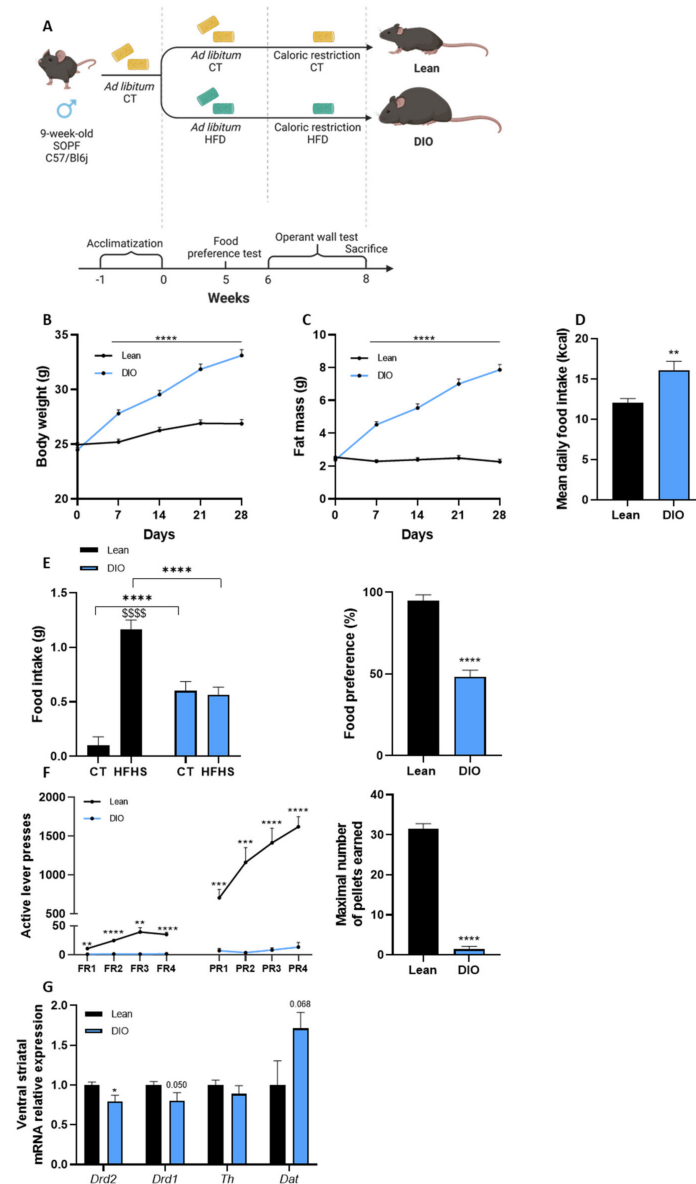 A
Ad libitum
CT
Ad libitum
CT
Caloric restriction
CT
Lean
Ad libitum
HFD
Caloric restriction
HFD
DIO
9-week-old
SOPF
C57/Bl6j
Acclimatization
Food
preference test
Operant wall test
Sacrifice
-1 0 5 6 8
Weeks
B
****
Lean
DIO
Body weight (g)
35
30
25
20
0 7 14 21 28
Days
C
****
Lean
DIO
Fat mass (g)
10
8
6
4
2
0
0 7 14 21 28
Days
D
**
Mean daily food intake (kcal)
20
15
10
5
0
Lean DIO
E
Lean
DIO
****
****
$$$$
Food intake (g)
1.5
1.0
0.5
0.0
CT HFHS CT HFHS
Food preference (%)
100
50
0
****
Lean DIO
F
Lean
DIO
Active lever presses
2000
1500
1000
500
50
0
** **** ** ****
*** *** **** ****
FR1 FR2 FR3 FR4 PR1 PR2 PR3 PR4
Maximal number
of pellets earned
40
30
20
10
0
****
Lean DIO
G
Lean
DIO
Ventral striatal
mRNA relative expression
2.0
1.5
1.0
0.5
0.0
* 0.050 0.068
Drd2 Drd1 Th Dat